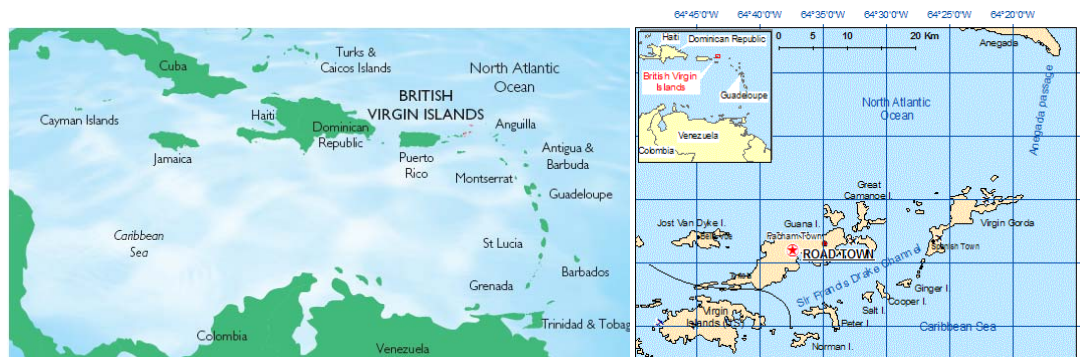 Cuba
Turks &
Caicos Islands
North Atlantic
Ocean
BRITISH
VIRGIN ISLANDS
Cayman Islands
Haiti
Dominican
Republic
Anguilla
Jamaica
Puerto
Rico
Antigua &
Barbuda
Montserrat
Guadeloupe
Caribbean
Sea
St Lucia
Barbados
Grenada
Colombia
Venezuela
Trinidad & Tobag
64°45'0"W 64°40'0"W 64°35'0"W 64°30'0"W 64°25'0"W 64°20'0"W
Haiti
Dominican Republic
British Virgin
Islands
Guadeloupe
Venezuela
Colombia
0 5 10 20 Km
Anegada
Anegada passage
North Atlantic
Ocean
Great
Camanoe I.
Jost Van Dyke I.
Guana I.
Virgin Gorda
Spanish Town
ROAD TOWN
Sir Francis Drake Channel
Ginger I.
Cooper I.
Salt I.
Virgin
Islands (US)
Peter I.
Caribbean Sea
Norman I.